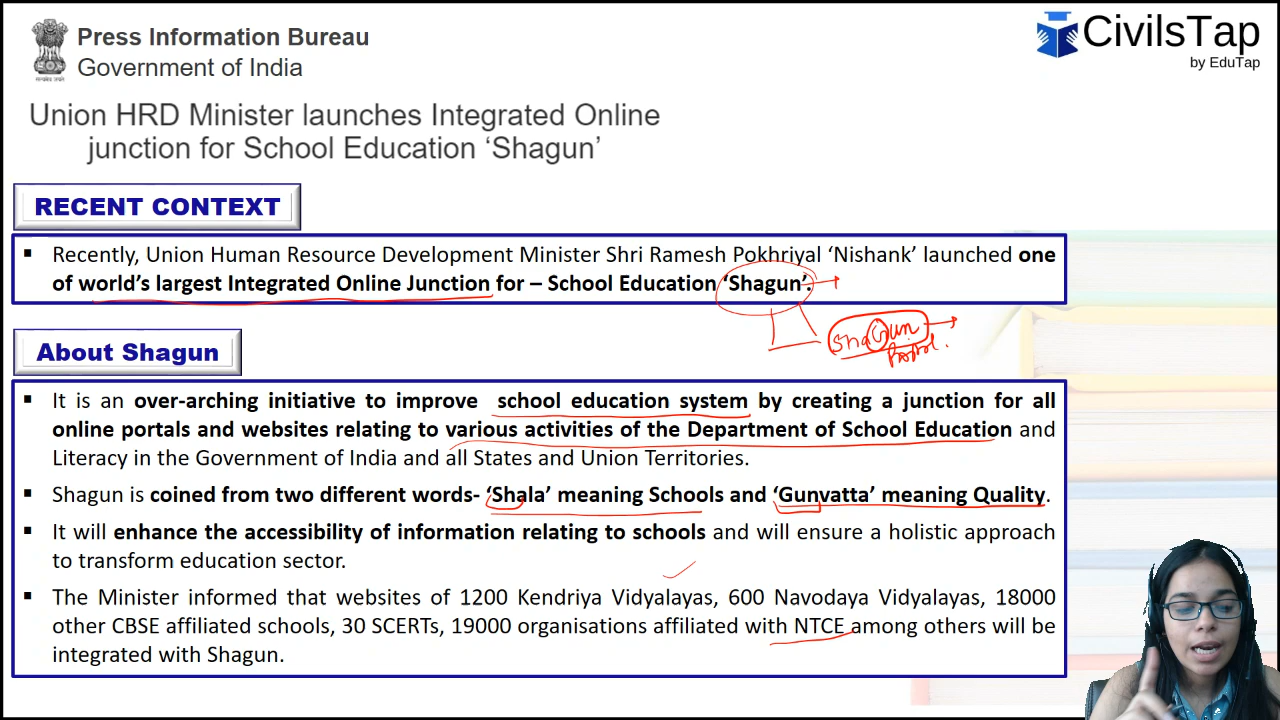 Press Information Bureau
Government of India
CivilsTap
by EduTap
Union HRD Minister launches Integrated Online
junction for School Education ‘Shagun’
RECENT CONTEXT
▪ Recently, Union Human Resource Development Minister Shri Ramesh Pokhriyal ‘Nishank’ launched one
of world’s largest Integrated Online Junction for – School Education ‘Shagun’.
ShaGun
Portal.
About Shagun
▪ It is an over-arching initiative to improve school education system by creating a junction for all
online portals and websites relating to various activities of the Department of School Education and
Literacy in the Government of India and all States and Union Territories.
▪ Shagun is coined from two different words- ‘Shala’ meaning Schools and ‘Gunvatta’ meaning Quality.
▪ It will enhance the accessibility of information relating to schools and will ensure a holistic approach
to transform education sector.
▪ The Minister informed that websites of 1200 Kendriya Vidyalayas, 600 Navodaya Vidyalayas, 18000
other CBSE affiliated schools, 30 SCERTs, 19000 organisations affiliated with NTCE among others will be
integrated with Shagun.